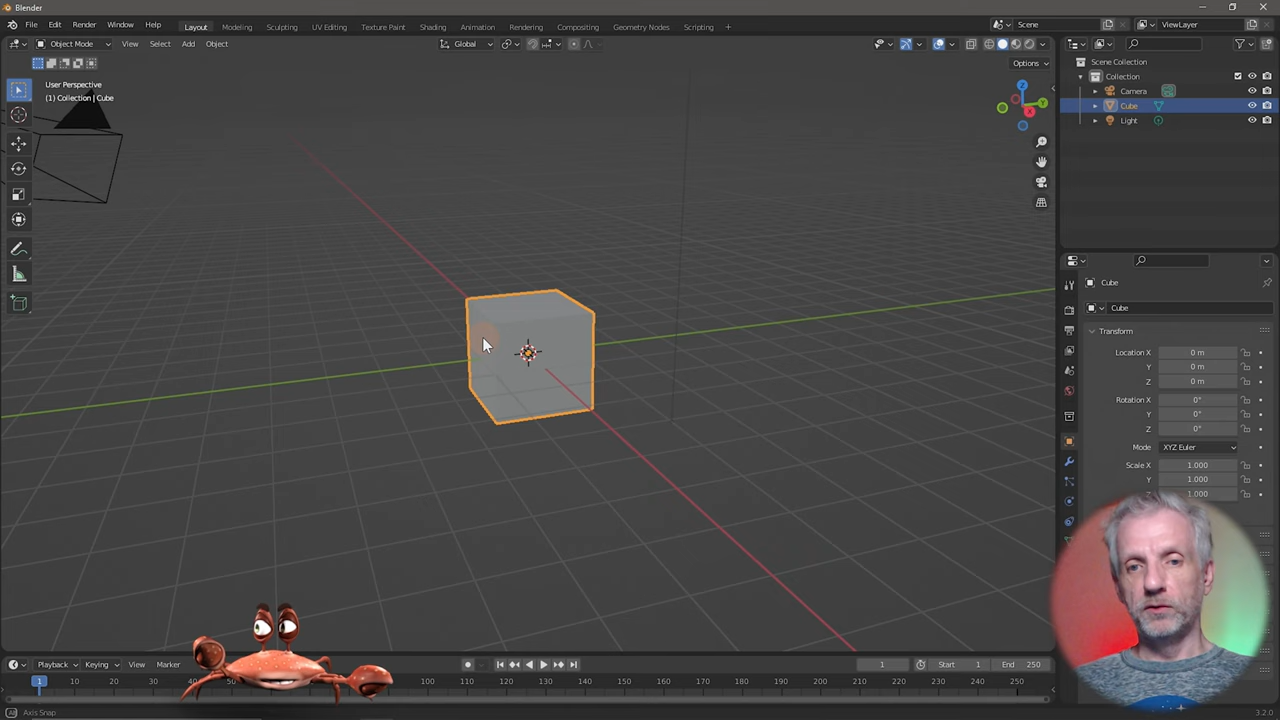 Blender
File Edit Render Window Help Layout Modeling Sculpting UV Editing Texture Paint Shading Animation Rendering Compositing Geometry Nodes Scripting + Scene ViewLayer
Object Mode View Select Add Object Global
Options
User Perspective
(1) Collection | Cube
Z
Y
X
Scene Collection
Collection
Camera
Cube
Light
Cube
Cube
Transform
Location X 0 m
Y 0 m
Z 0 m
Rotation X 0°
Y 0°
Z 0°
Mode XYZ Euler
Scale X 1.000
Y 1.000
Z 1.000
Playback Keying View Marker 1 Start 1 End 250
1 10 20 30 40 50 100 110 120 130 140 150 160 170 180 190 200 210 220 230 240 250
Axis Snap 3.2.0